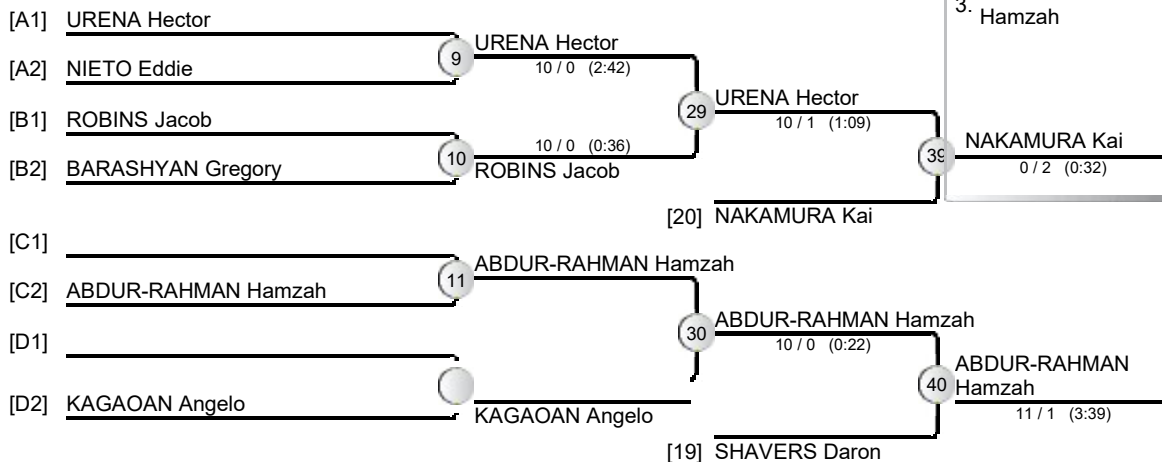 3.
Hamzah
[A1] URENA Hector
9
URENA Hector
10 / 0 (2:42)
[A2] NIETO Eddie
29
URENA Hector
10 / 1 (1:09)
[B1] ROBINS Jacob
10
10 / 0 (0:36)
ROBINS Jacob
[B2] BARASHYAN Gregory
39
NAKAMURA Kai
0 / 2 (0:32)
[20] NAKAMURA Kai
[C1]
11
ABDUR-RAHMAN Hamzah
[C2] ABDUR-RAHMAN Hamzah
30
ABDUR-RAHMAN Hamzah
10 / 0 (0:22)
[D1]
40
ABDUR-RAHMAN
Hamzah
11 / 1 (3:39)
[D2] KAGAOAN Angelo
KAGAOAN Angelo
[19] SHAVERS Daron